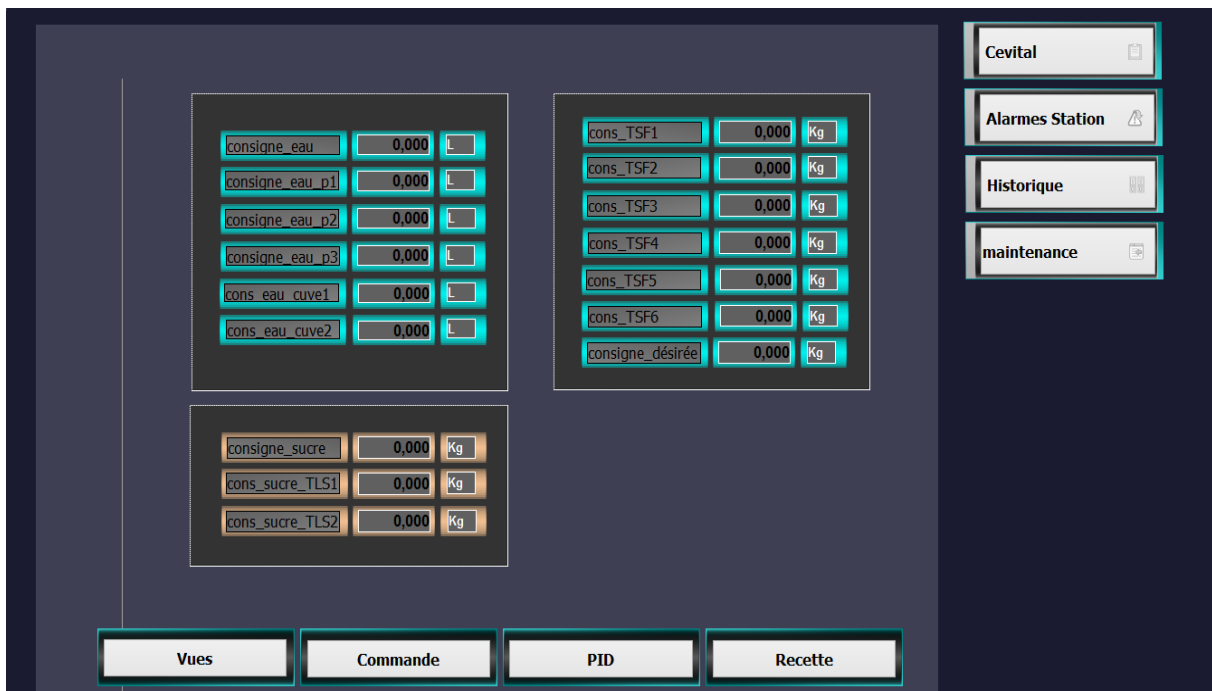 consigne_eau 0,000 L
consigne_eau_p1 0,000 L
consigne_eau_p2 0,000 L
consigne_eau_p3 0,000 L
cons_eau_cuve1 0,000 L
cons_eau_cuve2 0,000 L
cons_TSF1 0,000 Kg
cons_TSF2 0,000 Kg
cons_TSF3 0,000 Kg
cons_TSF4 0,000 Kg
cons_TSF5 0,000 Kg
cons_TSF6 0,000 Kg
consigne_désirée 0,000 Kg
consigne_sucre 0,000 Kg
cons_sucre_TLS1 0,000 Kg
cons_sucre_TLS2 0,000 Kg
Cevital
Alarmes Station
Historique
maintenance
Vues Commande PID Recette